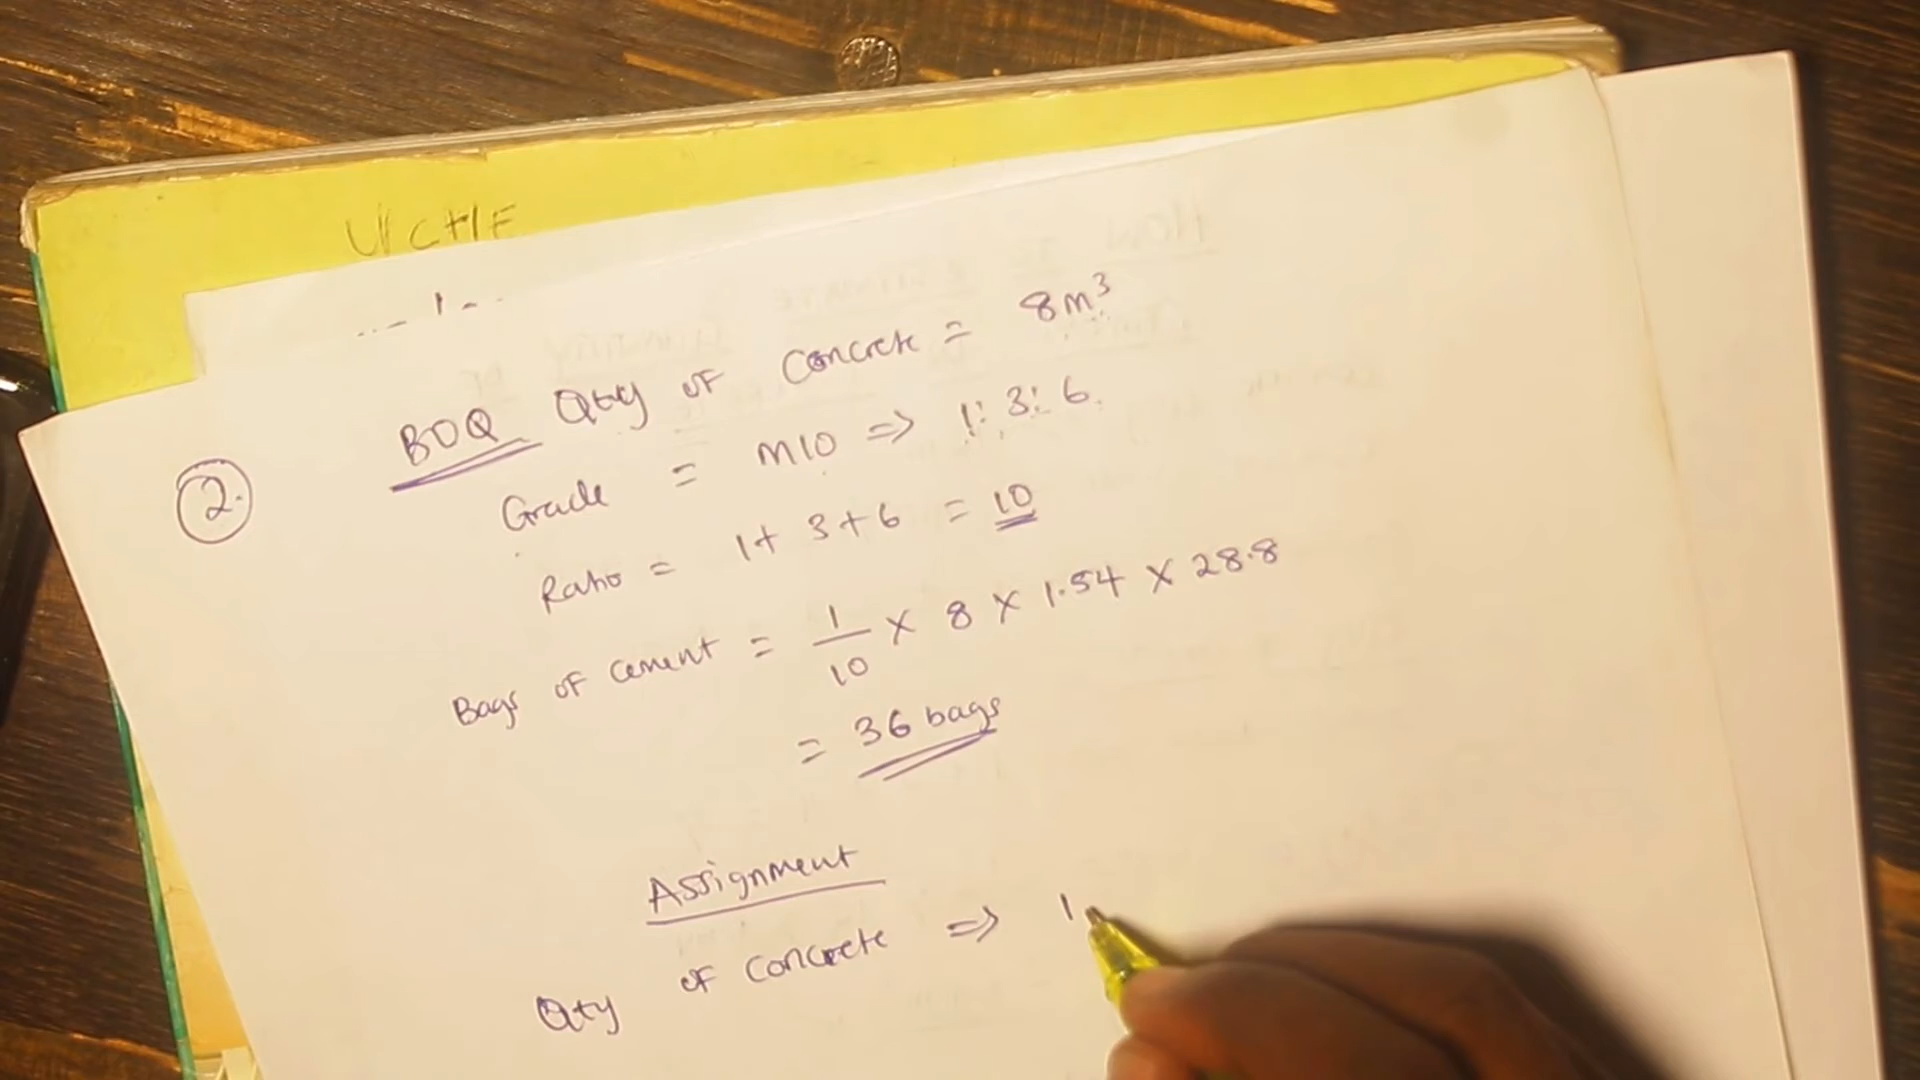 BOQ Qty of Concrete = 8m³
2.
Grade = M10 => 1:3:6
Ratio = 1+3+6 = 10
Bags of cement = 1/10 x 8 x 1.54 x 28.8
= 36 bags
Assignment
Qty of Concrete => 1